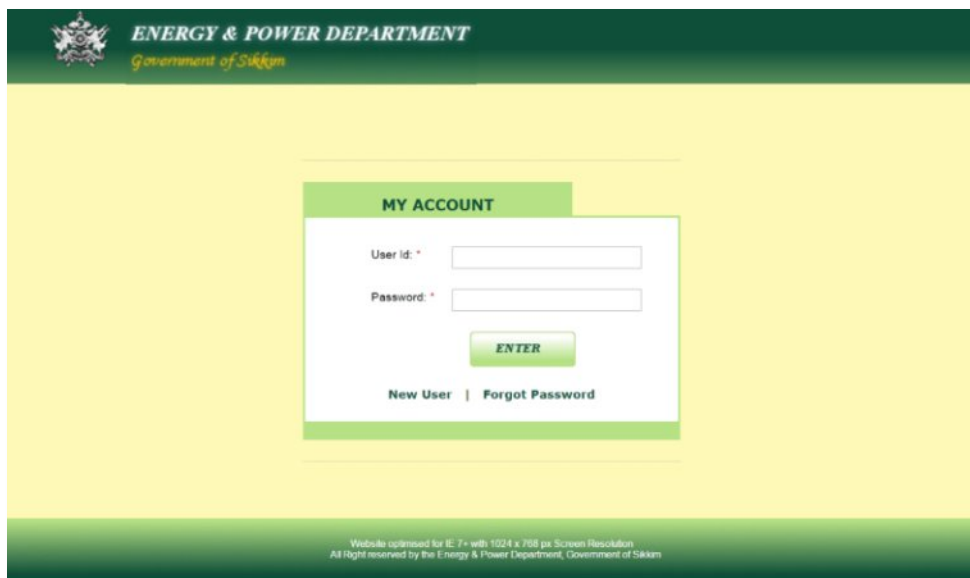 ENERGY & POWER DEPARTMENT
Government of Sikkim
MY ACCOUNT
User Id: *
Password: *
ENTER
New User | Forgot Password
Website optimised for IE 7+ with 1024 x 768 px Screen Resolution
All Right reserved by the Energy & Power Department, Government of Sikkim